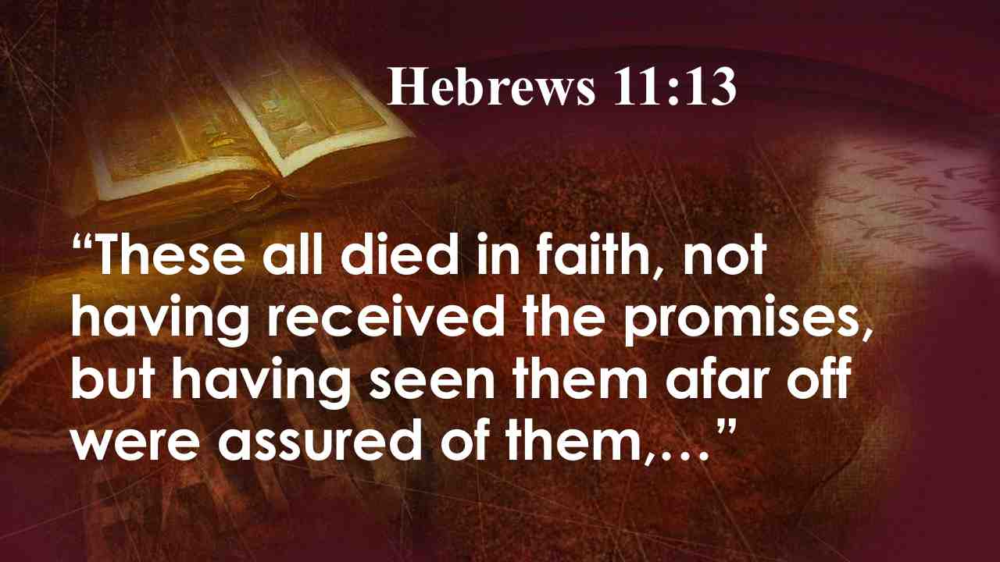 Hebrews 11:13
“These all died in faith, not
having received the promises,
but having seen them afar off
were assured of them,…”